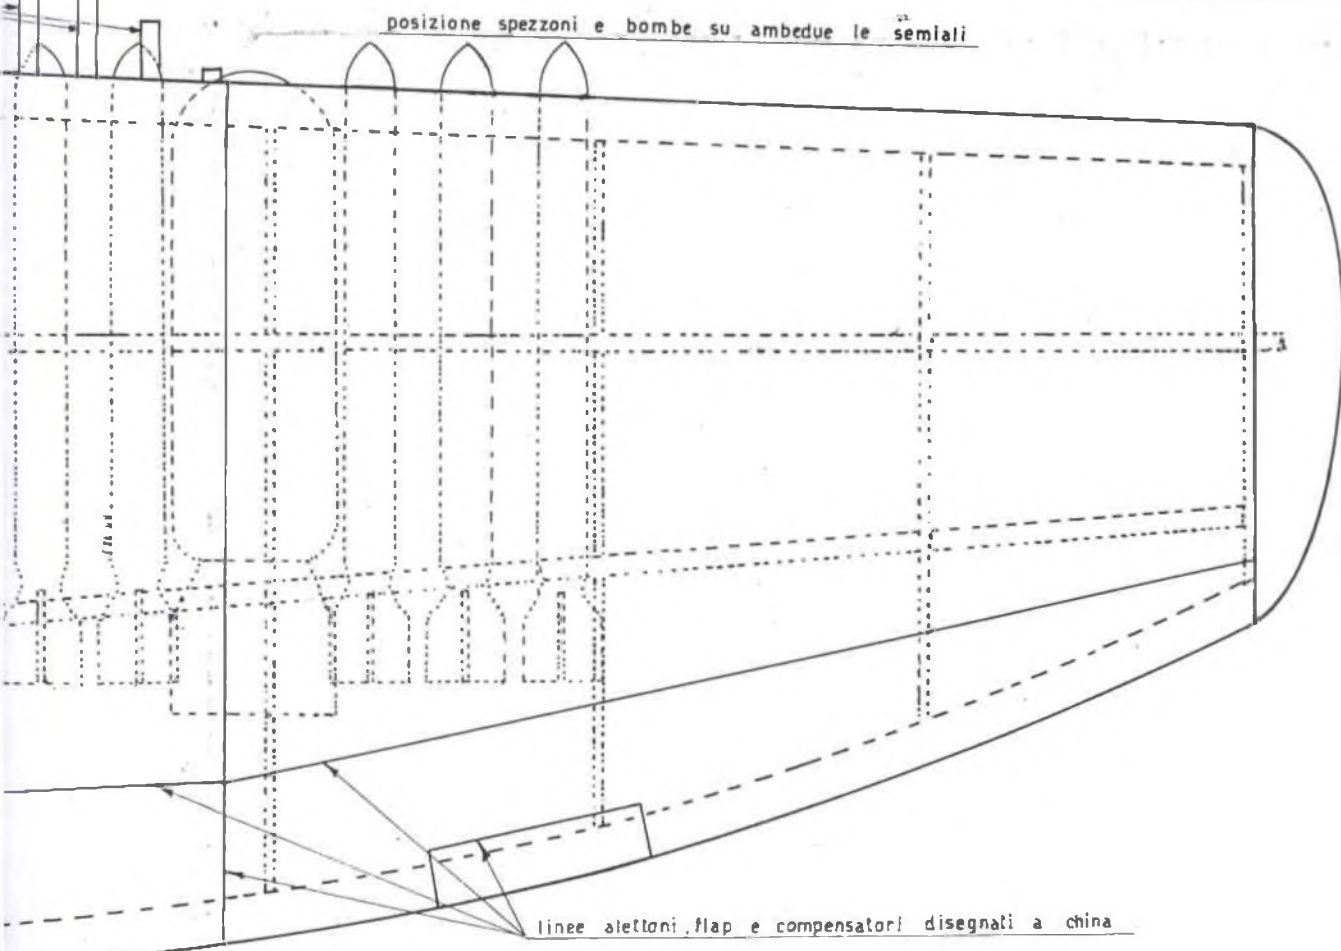 posizione spezzoni e bombe su ambedue le semiali
linee alettoni, flap e compensatori disegnati a china